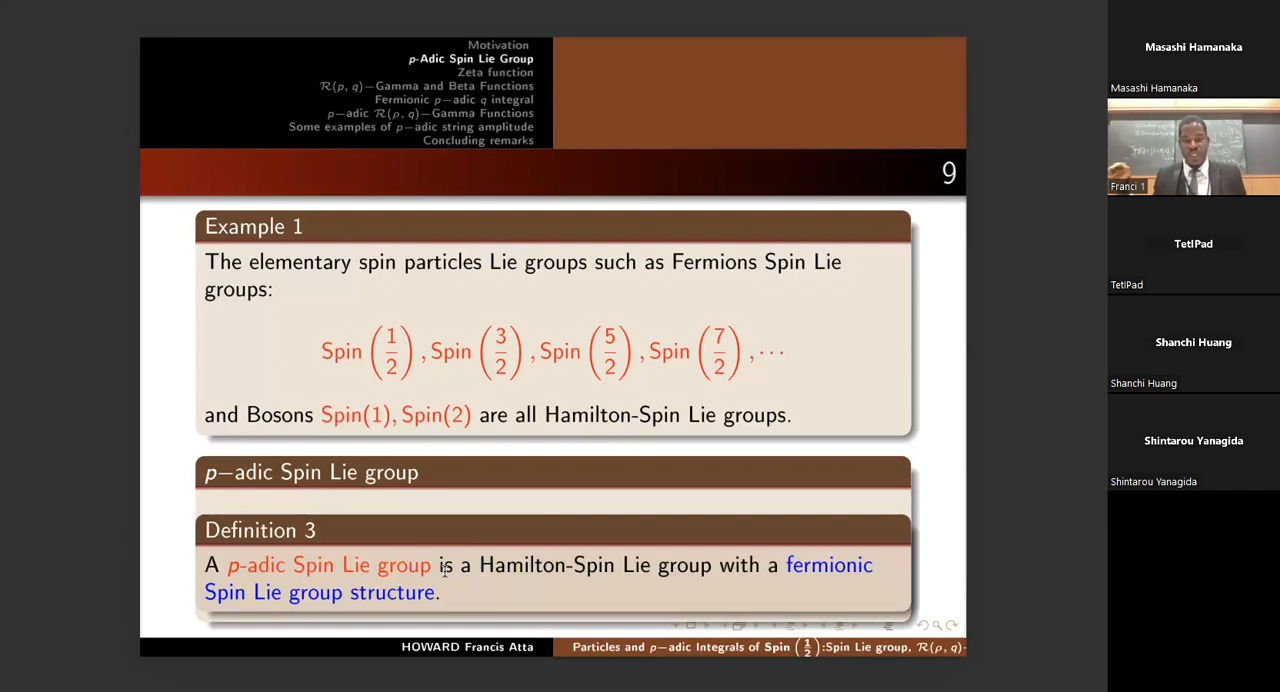 Motivation
p-Adic Spin Lie Group
Zeta function
ℛ(p, q)−Gamma and Beta Functions
Fermionic p−adic q integral
p−adic ℛ(p, q)−Gamma Functions
Some examples of p−adic string amplitude
Concluding remarks
9
Example 1
The elementary spin particles Lie groups such as Fermions Spin Lie
groups:
Spin (1/2), Spin (3/2), Spin (5/2), Spin (7/2), ···
and Bosons Spin(1), Spin(2) are all Hamilton-Spin Lie groups.
p−adic Spin Lie group
Definition 3
A p-adic Spin Lie group is a Hamilton-Spin Lie group with a fermionic
Spin Lie group structure.
HOWARD Francis Atta
Particles and p−adic Integrals of Spin (1/2):Spin Lie group, ℛ(p, q)-
Masashi Hamanaka
Masashi Hamanaka
Franci 1
TetIPad
TetIPad
Shanchi Huang
Shanchi Huang
Shintarou Yanagida
Shintarou Yanagida